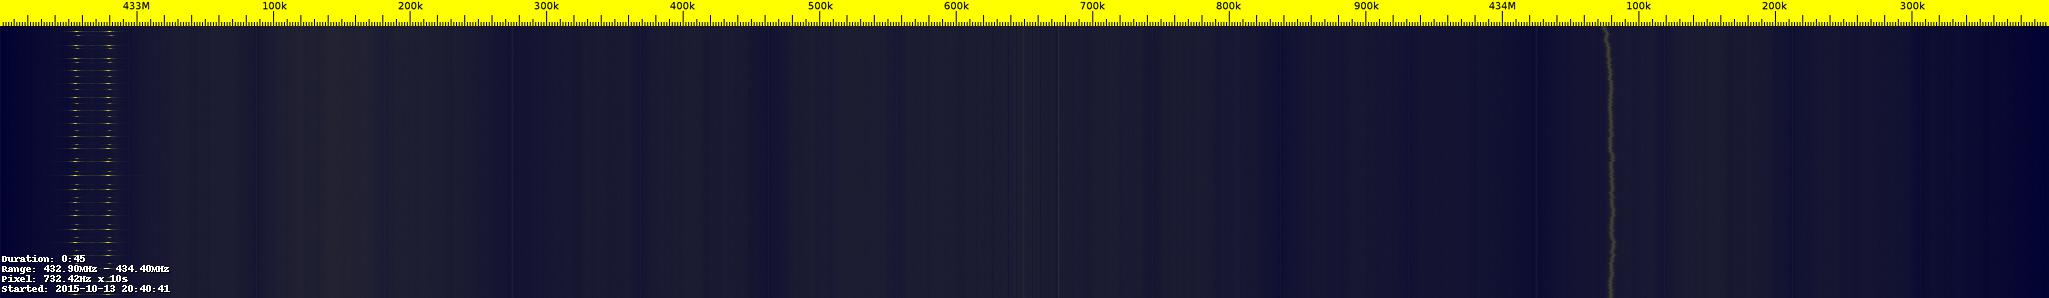 433M 100k 200k 300k 400k 500k 600k 700k 800k 900k 434M 100k 200k 300k
Duration: 0:45
Range: 432.90MHz - 434.40MHz
Pixel: 732.42Hz x 10s
Started: 2015-10-13 20:40:41